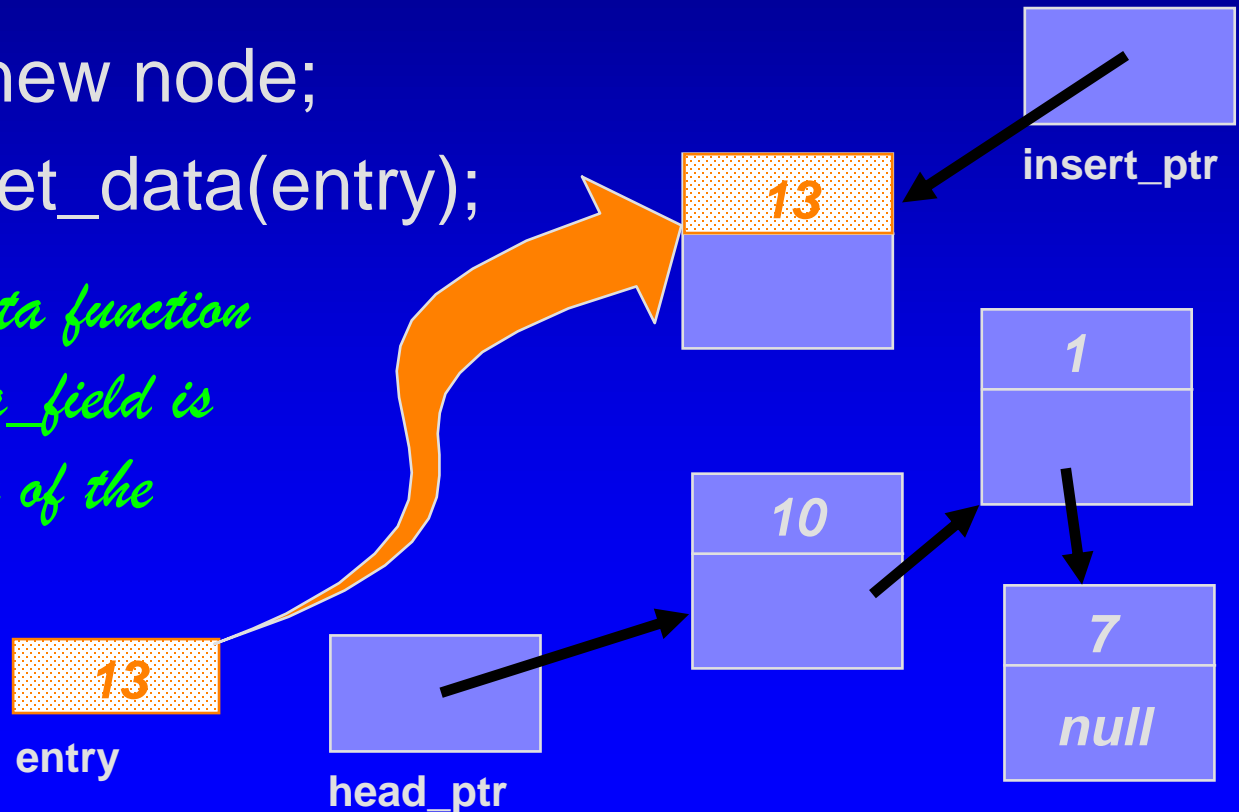 new node;
et_data(entry);
ta function
_field is
of the
13
insert_ptr
1
10
7
null
13
entry
head_ptr